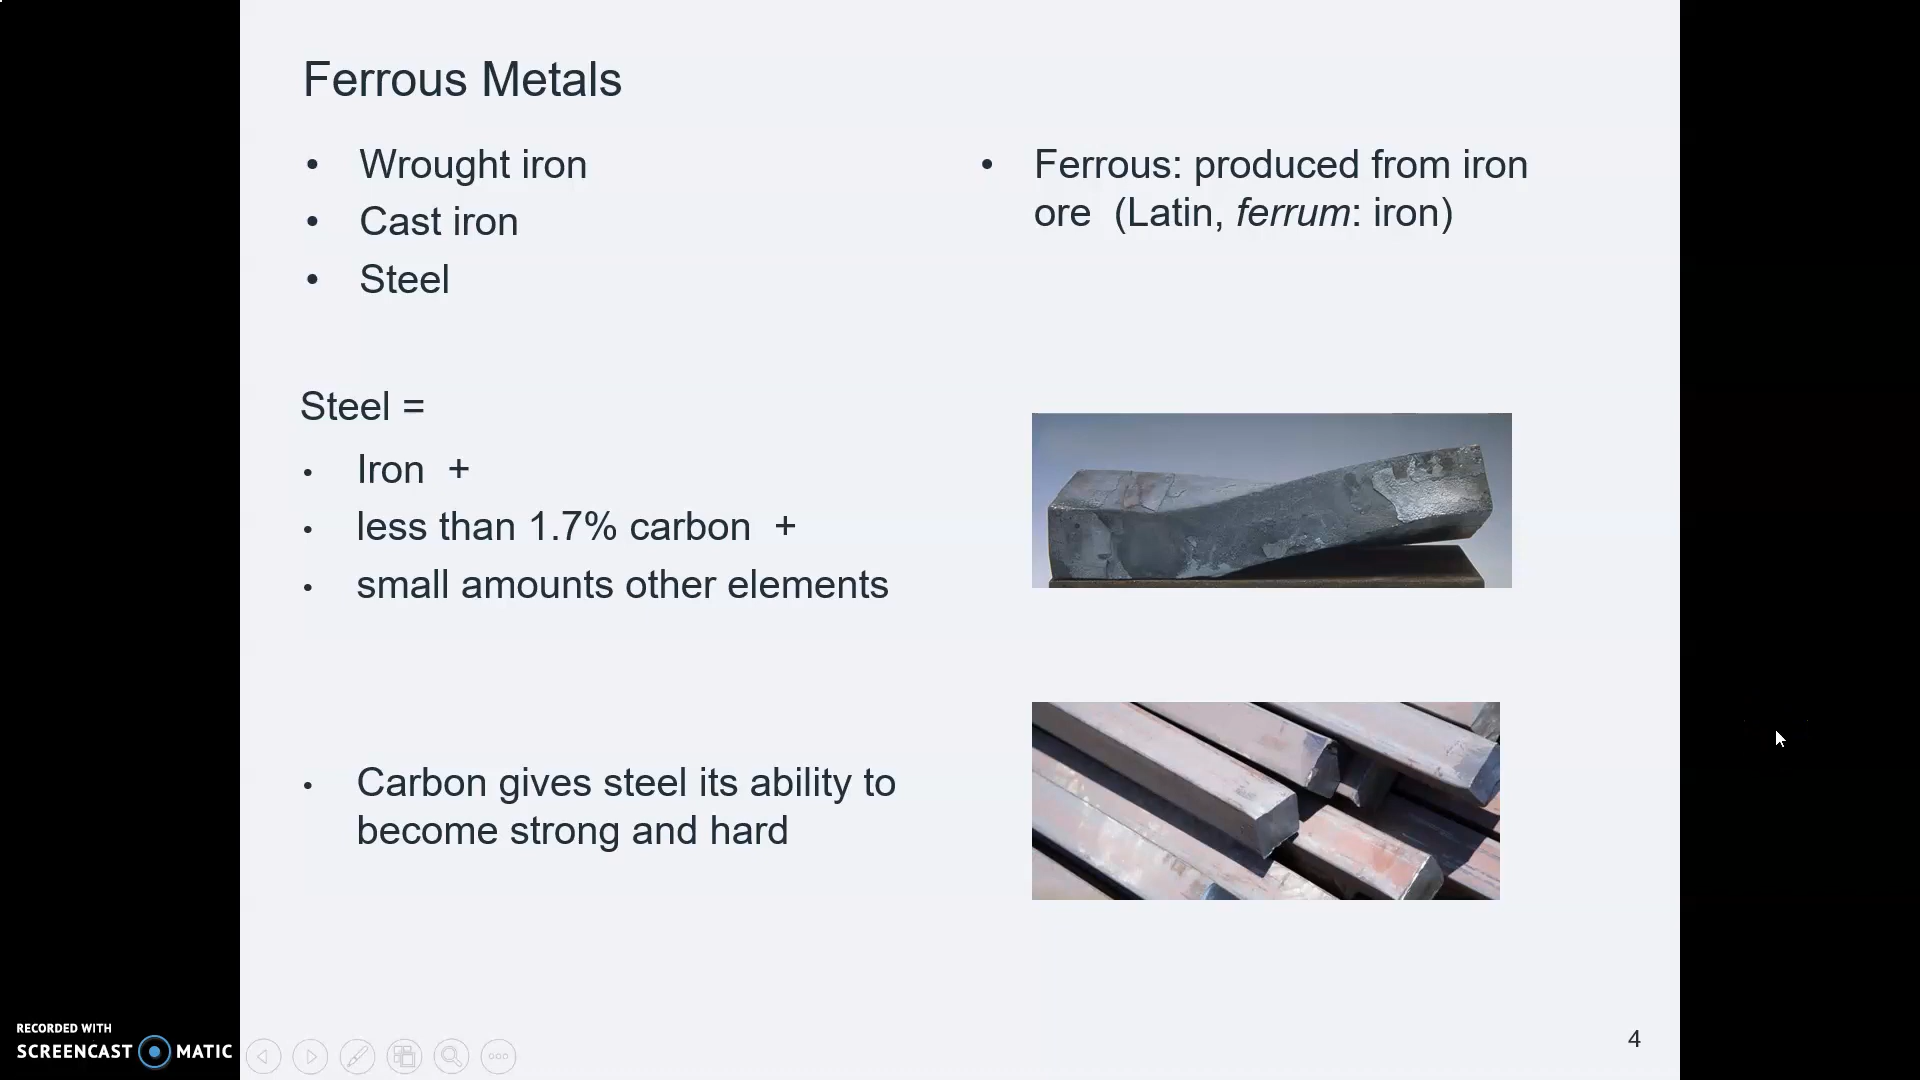 Ferrous Metals
• Wrought iron
• Cast iron
• Steel
Steel =
• Iron +
• less than 1.7% carbon +
• small amounts other elements
• Carbon gives steel its ability to
become strong and hard
• Ferrous: produced from iron
ore (Latin, ferrum: iron)
4
RECORDED WITH
SCREENCAST MATIC